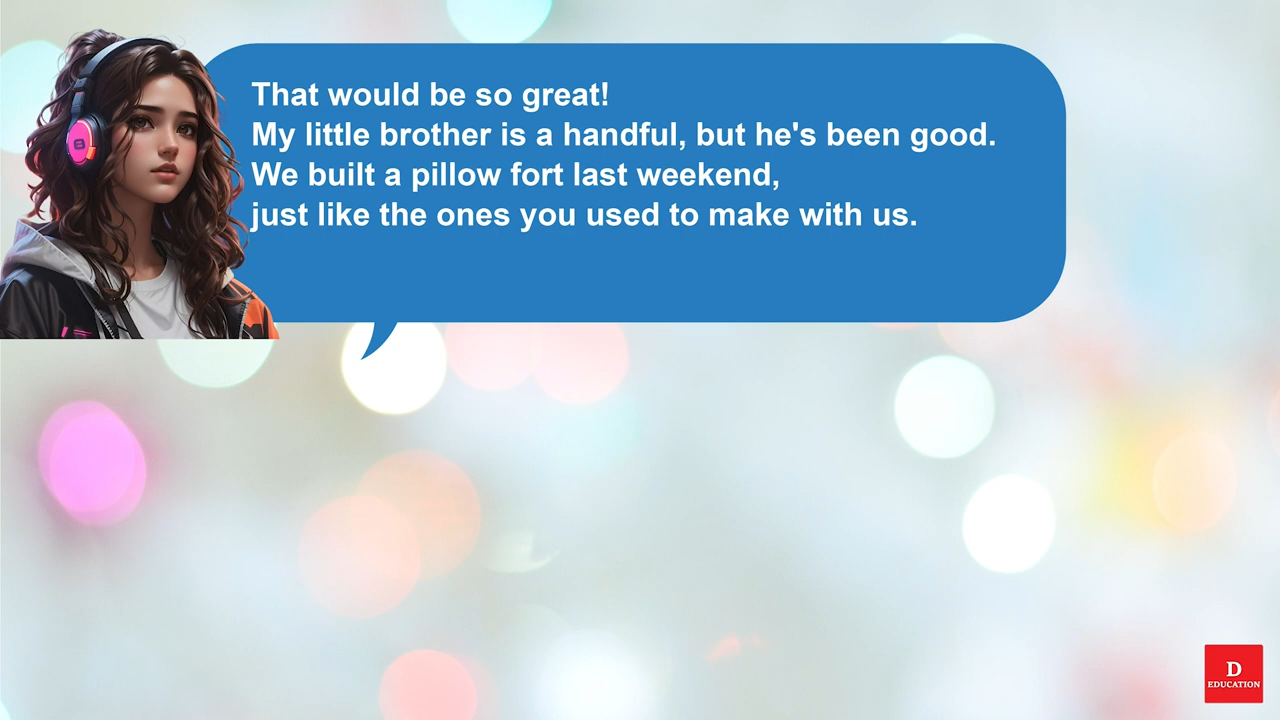 That would be so great!
My little brother is a handful, but he's been good.
We built a pillow fort last weekend,
just like the ones you used to make with us.
D
EDUCATION